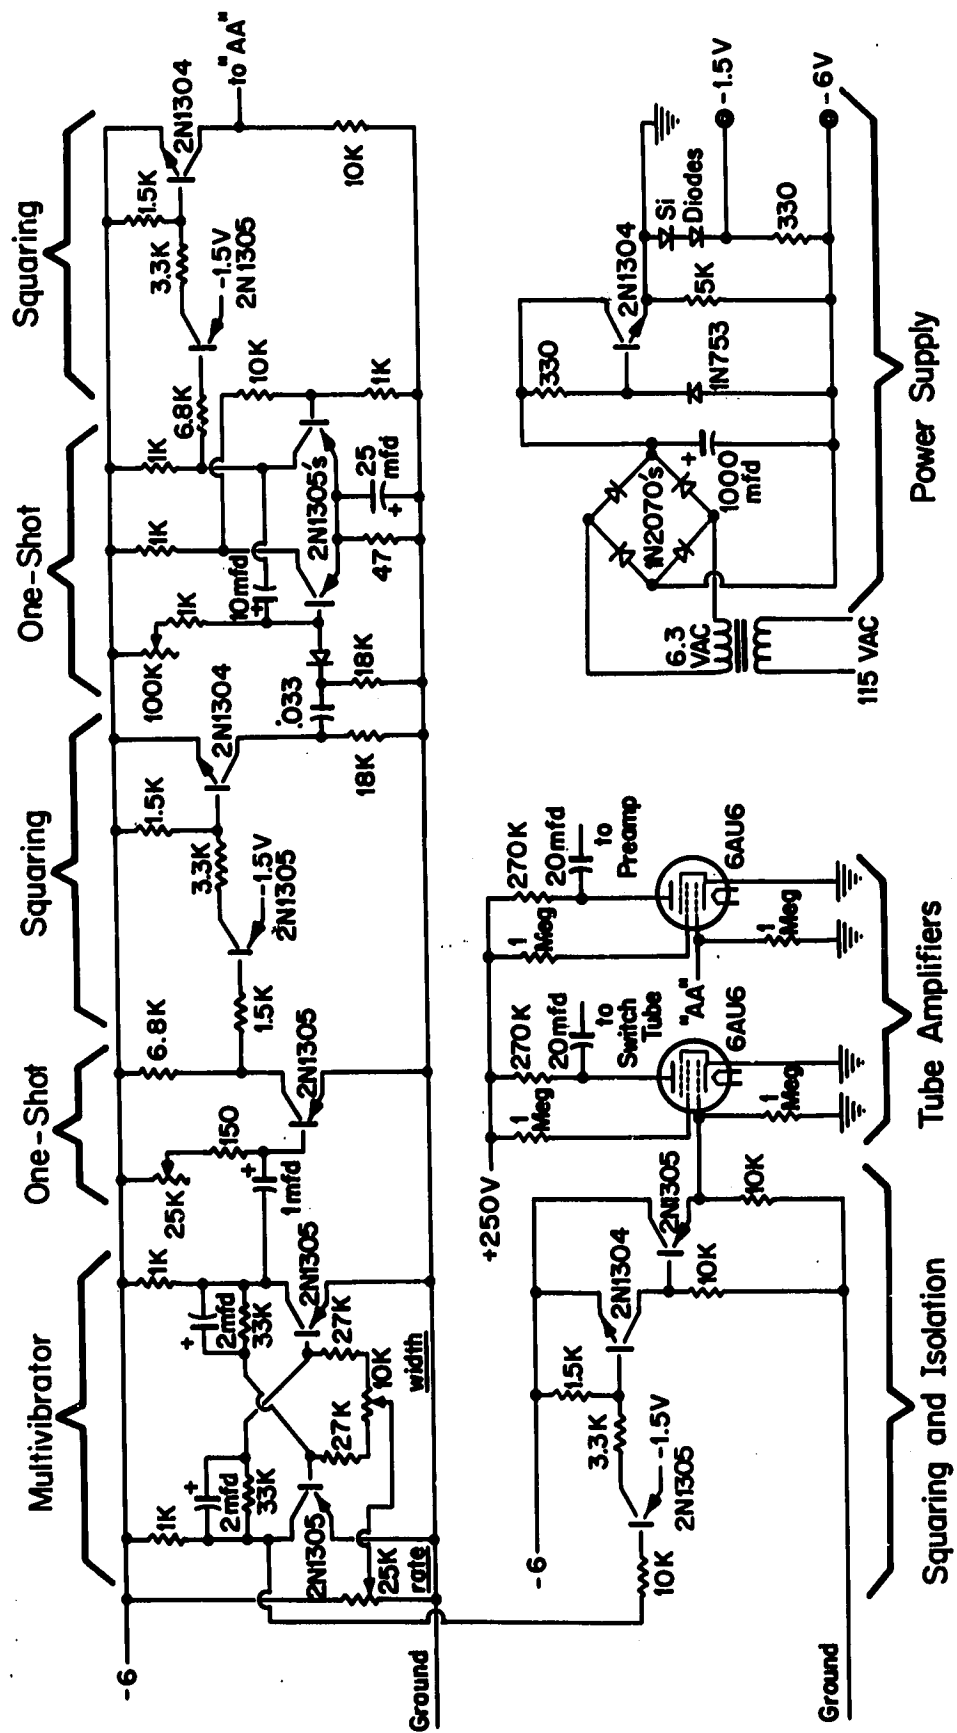 Multivibrator
One-Shot
Squaring
One-Shot
Squaring
-6
1K
+
2mfd
33K
2N1305
25K
rate
27K
10K
width
27K
1K
+
2mfd
33K
2N1305
25K
150
+
1mfd
6.8K
2N1305
1.5K
3.3K
-1.5V
2N1305
1.5K
2N1304
18K
.033
18K
100K
1K
10mfd
+
1K
1K
2N1305's
47
25
mfd
+
6.8K
10K
1K
3.3K
-1.5V
2N1305
1.5K
2N1304
to "AA"
10K
Ground
-6
10K
3.3K
-1.5V
2N1305
1.5K
2N1304
10K
2N1305
10K
Ground
Squaring and Isolation
+250V
1
Meg
270K
20mfd
to
Switch
Tube
6AU6
1
Meg
"AA"
1
Meg
270K
20mfd
to
Preamp
6AU6
1
Meg
Tube Amplifiers
115 VAC
6.3
VAC
1N2070's
+
1000
mfd
330
1N753
2N1304
5K
Si
Diodes
330
-1.5V
-6V
Power Supply